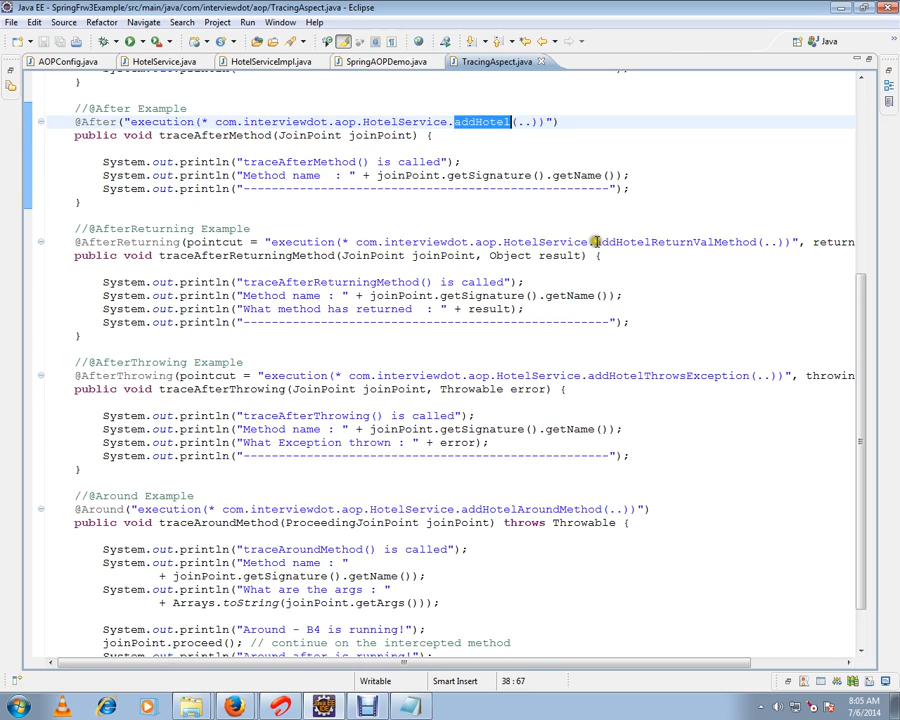 Java EE - SpringFrw3Example/src/main/java/com/interviewdot/aop/TracingAspect.java - Eclipse
File Edit Source Refactor Navigate Search Project Run Window Help
Java
AOPConfig.java HotelService.java HotelServiceImpl.java SpringAOPDemo.java TracingAspect.java
}
//@After Example
@After("execution(* com.interviewdot.aop.HotelService.addHotel(..))")
public void traceAfterMethod(JoinPoint joinPoint) {
System.out.println("traceAfterMethod() is called");
System.out.println("Method name  : " + joinPoint.getSignature().getName());
System.out.println("-----------------------------------------------------");
}
//@AfterReturning Example
@AfterReturning(pointcut = "execution(* com.interviewdot.aop.HotelService.addHotelReturnValMethod(..))", return
public void traceAfterReturningMethod(JoinPoint joinPoint, Object result) {
System.out.println("traceAfterReturningMethod() is called");
System.out.println("Method name : " + joinPoint.getSignature().getName());
System.out.println("What method has returned  : " + result);
System.out.println("-----------------------------------------------------");
}
//@AfterThrowing Example
@AfterThrowing(pointcut = "execution(* com.interviewdot.aop.HotelService.addHotelThrowsException(..))", throwin
public void traceAfterThrowing(JoinPoint joinPoint, Throwable error) {
System.out.println("traceAfterThrowing() is called");
System.out.println("Method name : " + joinPoint.getSignature().getName());
System.out.println("What Exception thrown : " + error);
System.out.println("-----------------------------------------------------");
}
//@Around Example
@Around("execution(* com.interviewdot.aop.HotelService.addHotelAroundMethod(..))")
public void traceAroundMethod(ProceedingJoinPoint joinPoint) throws Throwable {
System.out.println("traceAroundMethod() is called");
System.out.println("Method name : "
+ joinPoint.getSignature().getName());
System.out.println("What are the args : "
+ Arrays.toString(joinPoint.getArgs()));
System.out.println("Around - B4 is running!");
joinPoint.proceed(); // continue on the intercepted method
System.out.println("Around after is running!");
Writable Smart Insert 38 : 67
8:05 AM
7/6/2014